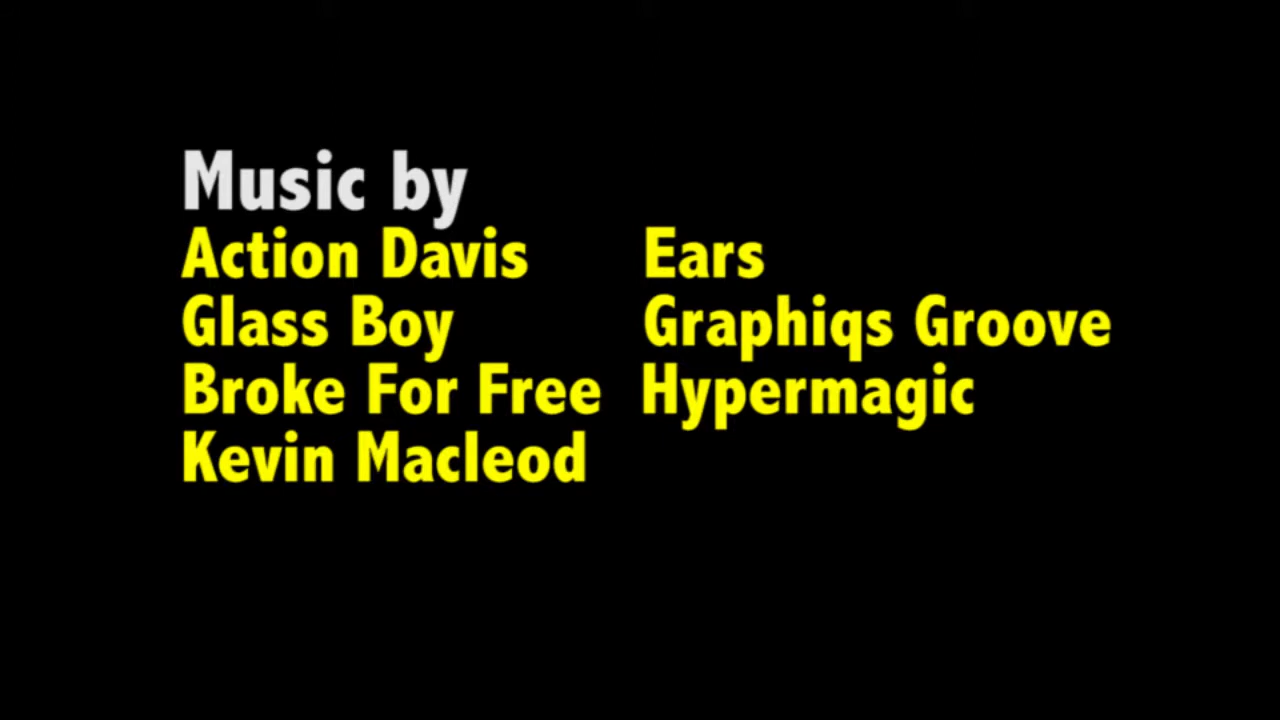 Music by
Action Davis
Glass Boy
Broke For Free
Kevin Macleod
Ears
Graphiqs Groove
Hypermagic